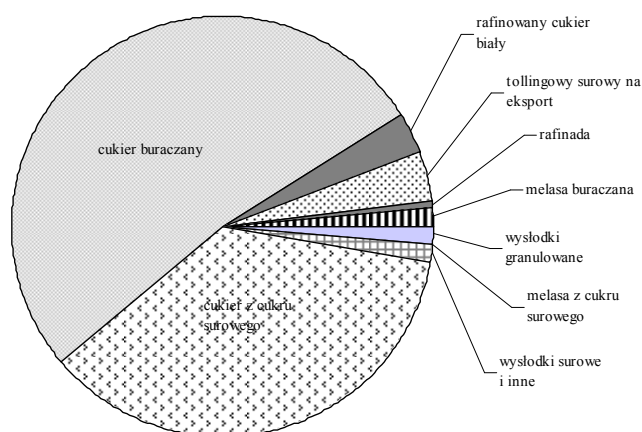 rafinowany cukier
biały
tollingowy surowy na
eksport
rafinada
melasa buraczana
wysłodki
granulowane
melasa z cukru
surowego
wysłodki surowe
i inne
cukier z cukru
surowego
cukier buraczany